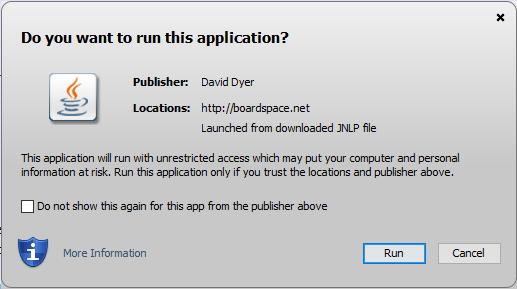 Do you want to run this application?
Publisher: David Dyer
Locations: http://boardspace.net
Launched from downloaded JNLP file
This application will run with unrestricted access which may put your computer and personal
information at risk. Run this application only if you trust the locations and publisher above.
Do not show this again for this app from the publisher above
More Information
Run
Cancel